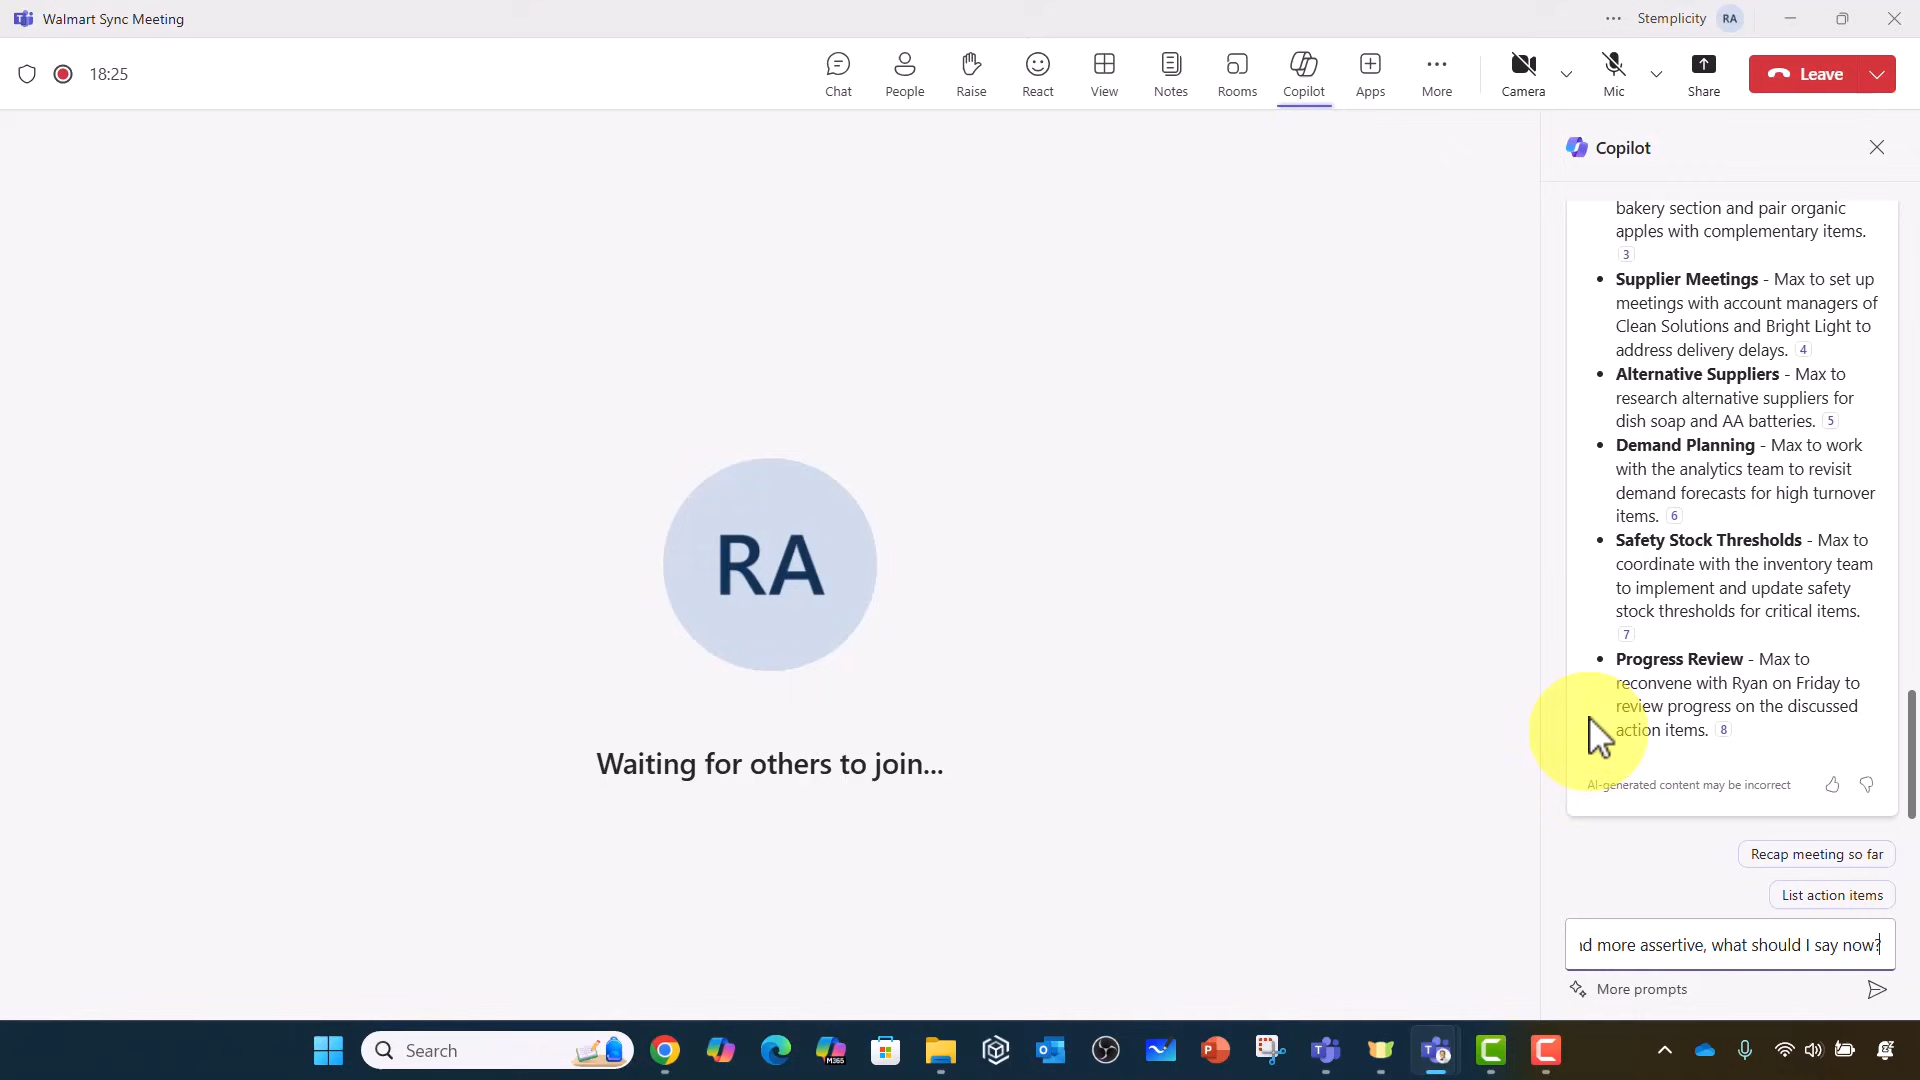 Walmart Sync Meeting
Stemplicity RA
18:25
Chat People Raise React View Notes Rooms Copilot Apps More Camera Mic Share Leave
Copilot
bakery section and pair organic
apples with complementary items.
3
Supplier Meetings - Max to set up
meetings with account managers of
Clean Solutions and Bright Light to
address delivery delays. 4
Alternative Suppliers - Max to
research alternative suppliers for
dish soap and AA batteries. 5
Demand Planning - Max to work
with the analytics team to revisit
demand forecasts for high turnover
items. 6
Safety Stock Thresholds - Max to
coordinate with the inventory team
to implement and update safety
stock thresholds for critical items.
7
Progress Review - Max to
reconvene with Ryan on Friday to
review progress on the discussed
action items. 8
AI-generated content may be incorrect
RA
Waiting for others to join...
Recap meeting so far
List action items
nd more assertive, what should I say now?
More prompts
Search
M365